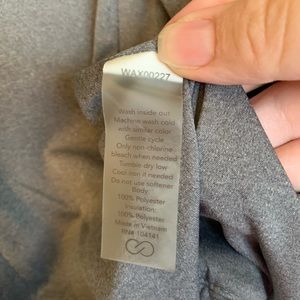 WAX00227
Wash inside out
Machine wash cold
with similar color
Gentle cycle
Only non-chlorine
bleach when needed
Tumble dry low
Cool iron if needed
Do not use softener
Body:
100% Polyester
Insulation:
100% Polyester
Made in Vietnam
RN# 104141